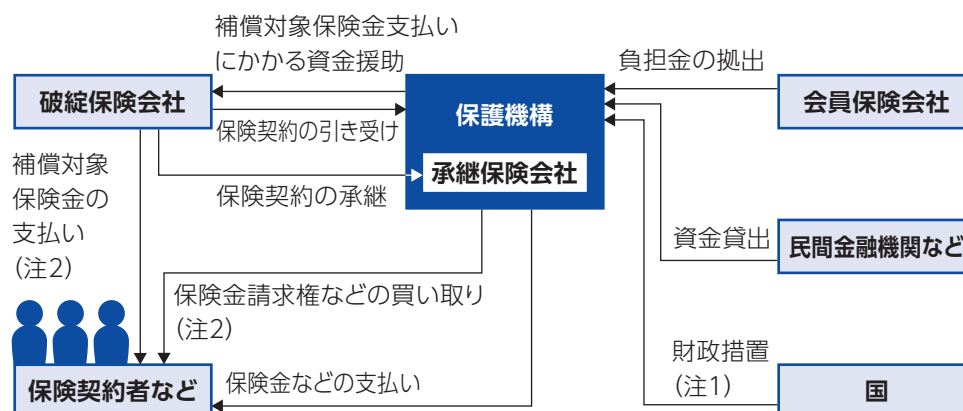 補償対象保険金支払い
にかかる資金援助
負担金の拠出
破綻保険会社
保護機構
会員保険会社
保険契約の引き受け
補償対象
保険金の
支払い
(注2)
承継保険会社
保険契約の承継
資金貸出
民間金融機関など
保険金請求権などの買い取り
(注2)
財政措置
(注1)
保険契約者など
保険金などの支払い
国